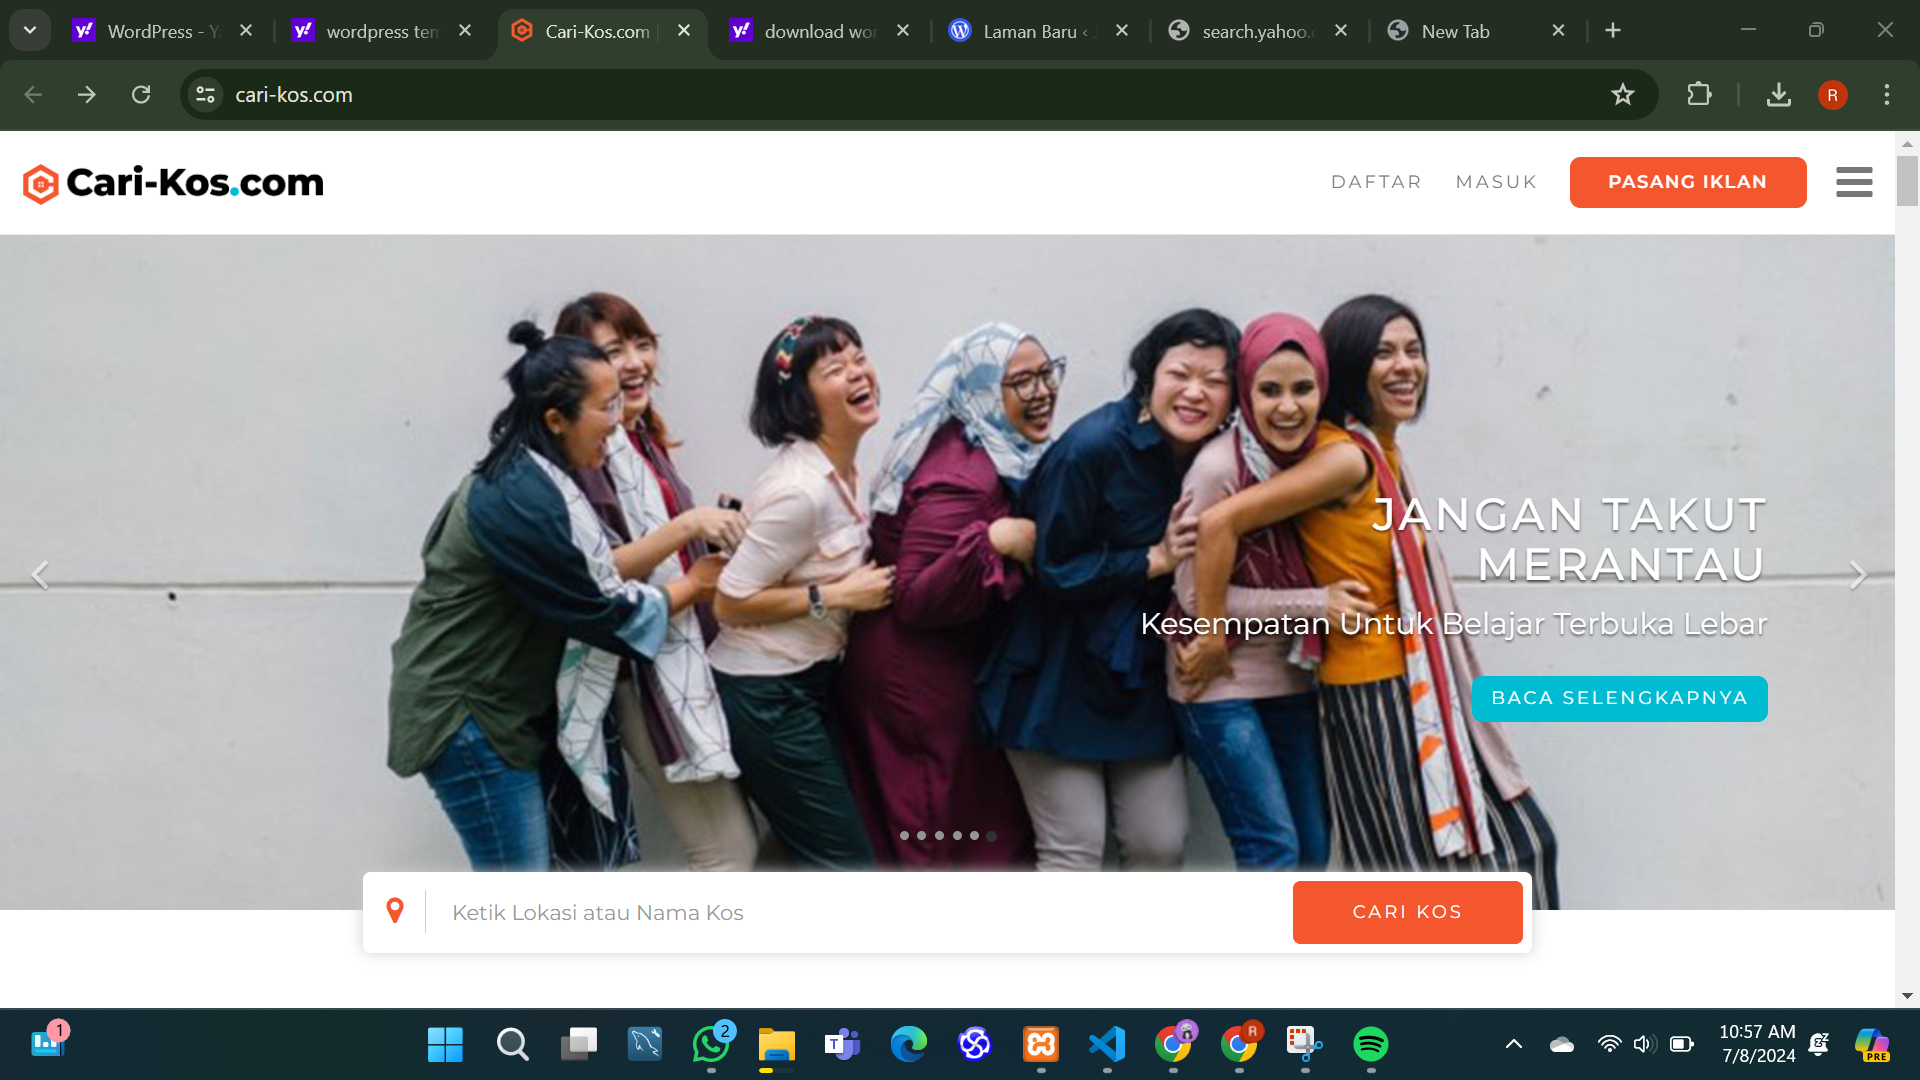 WordPress - Y
wordpress ten
Cari-Kos.com |
download wor
Laman Baru ‹
search.yahoo.c
New Tab
cari-kos.com
R
Cari-Kos.com
DAFTAR
MASUK
PASANG IKLAN
JANGAN TAKUT
MERANTAU
Kesempatan Untuk Belajar Terbuka Lebar
BACA SELENGKAPNYA
Ketik Lokasi atau Nama Kos
CARI KOS
1
2
T
R
10:57 AM
7/8/2024
PRE